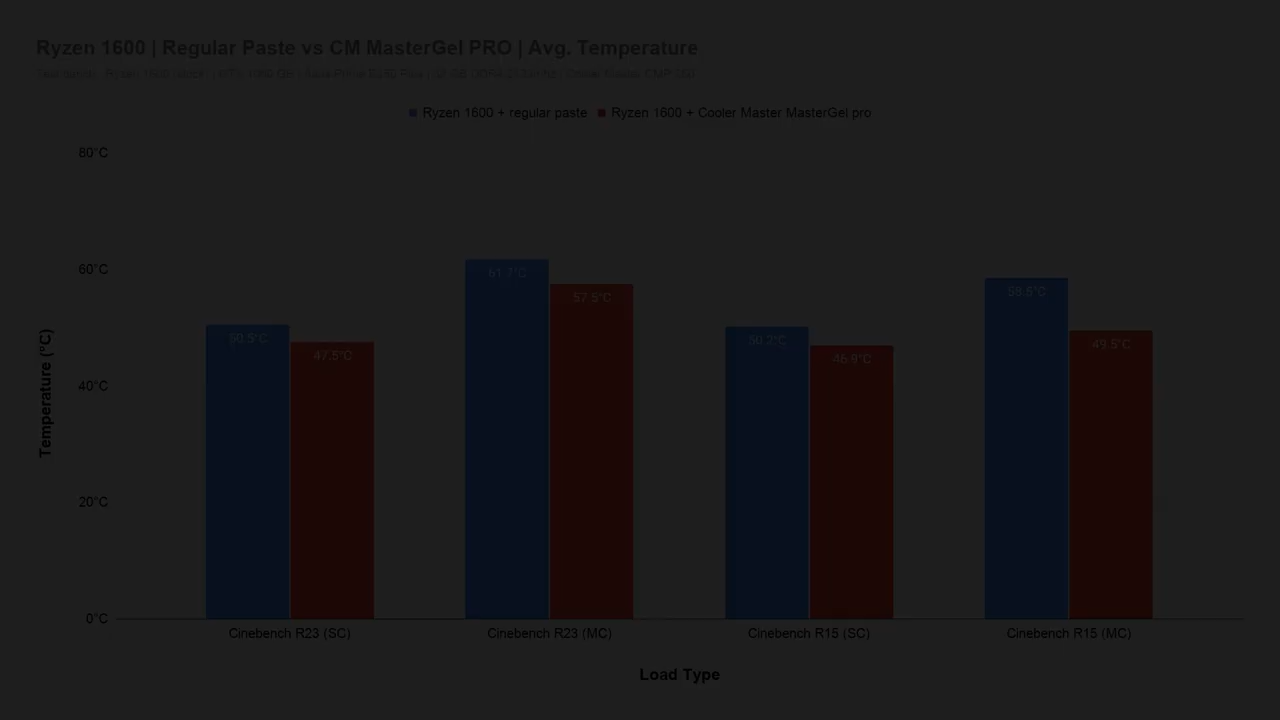 Ryzen 1600 | Regular Paste vs CM MasterGel PRO | Avg. Temperature
Ryzen 1600 + regular paste
Ryzen 1600 + Cooler Master MasterGel pro
80°C
60°C
40°C
20°C
0°C
Temperature (°C)
50.5°C
47.5°C
61.7°C
57.5°C
50.2°C
46.9°C
49.5°C
Cinebench R23 (SC)
Cinebench R23 (MC)
Cinebench R15 (SC)
Cinebench R15 (MC)
Load Type